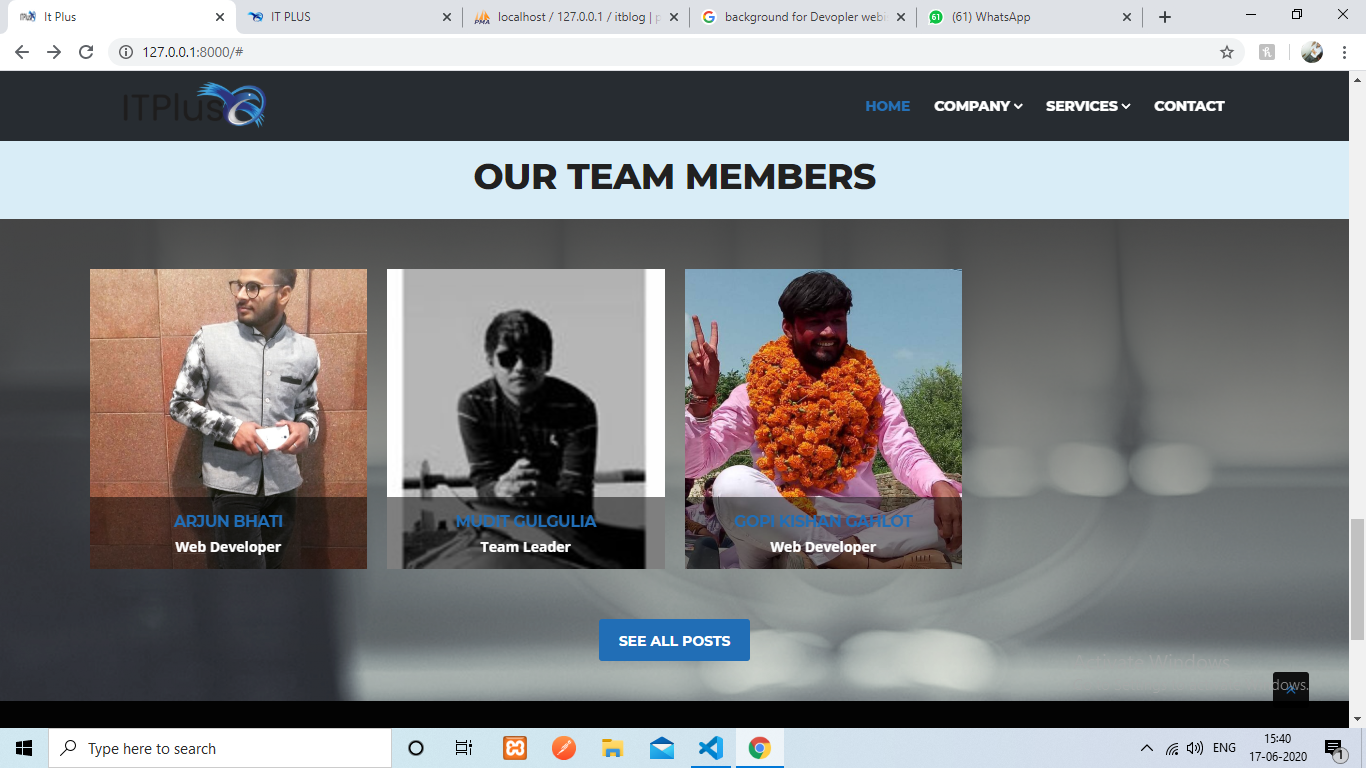 It Plus
IT PLUS
localhost / 127.0.0.1 / itblog | p
background for Devopler webi
(61) WhatsApp
127.0.0.1:8000/#
ITPlus
HOME
COMPANY
SERVICES
CONTACT
OUR TEAM MEMBERS
ARJUN BHATI
Web Developer
MUDIT GULGULIA
Team Leader
GOPI KISHAN GAHLOT
Web Developer
SEE ALL POSTS
Activate Windows
dows.
Type here to search
ENG
15:40
17-06-2020
1